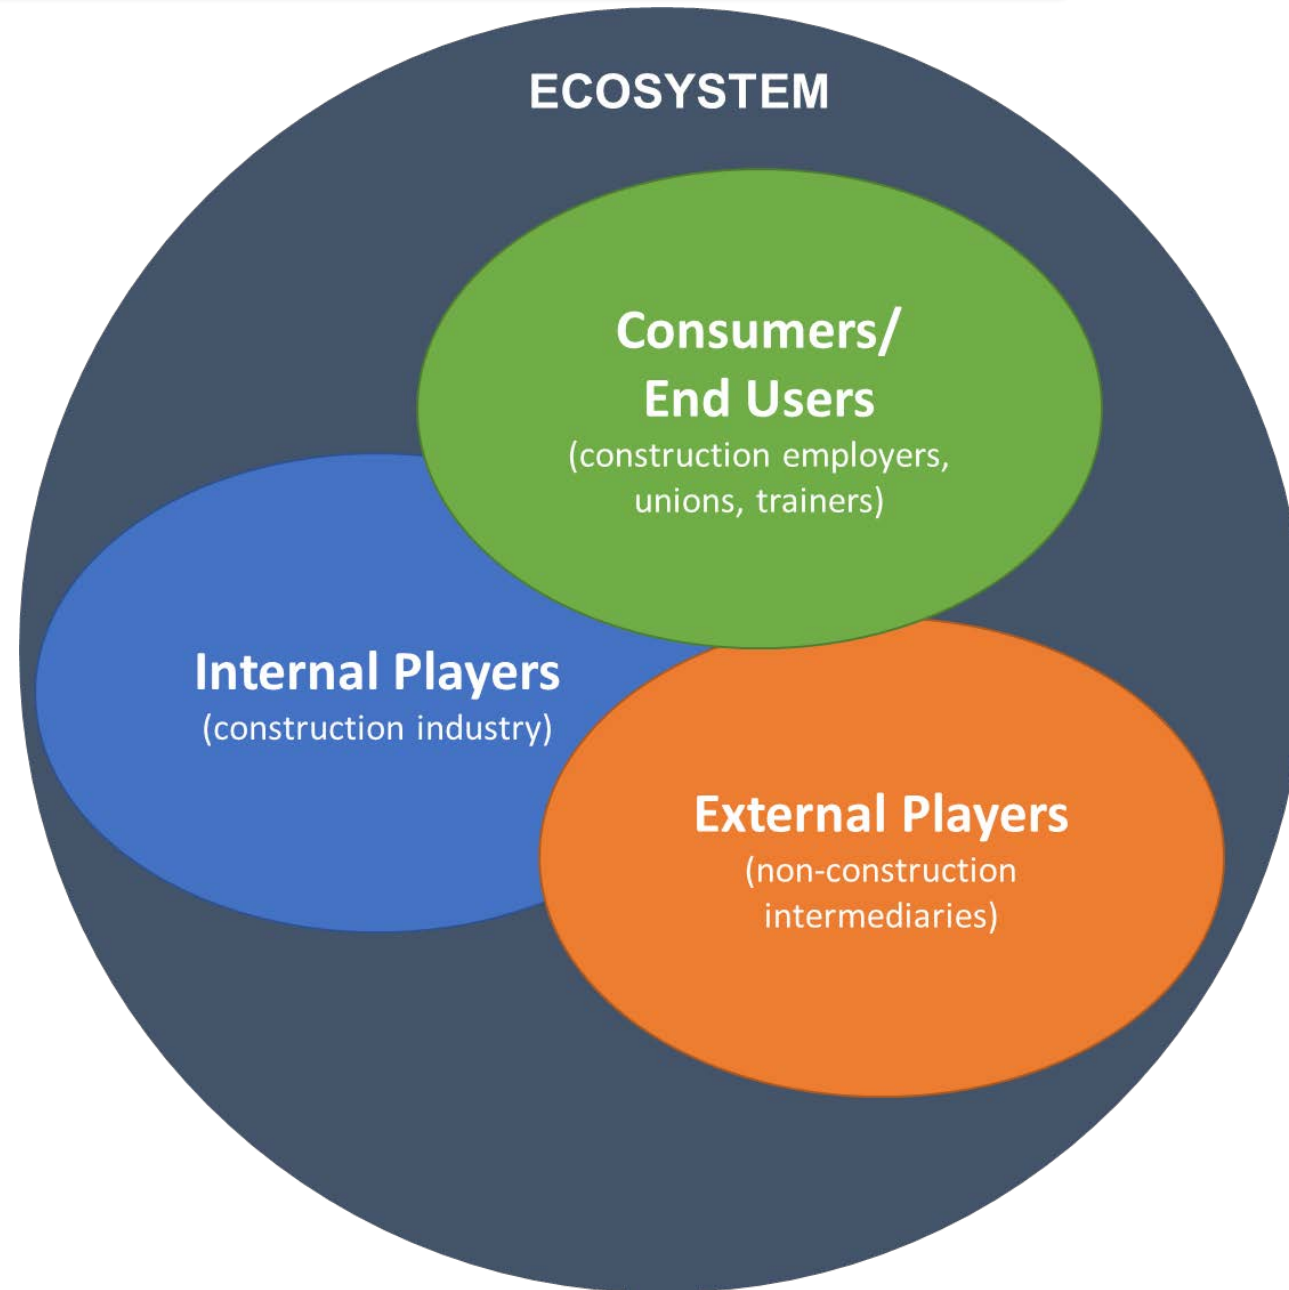 ECOSYSTEM
Consumers/
End Users
(construction employers,
unions, trainers)
Internal Players
(construction industry)
External Players
(non-construction
intermediaries)